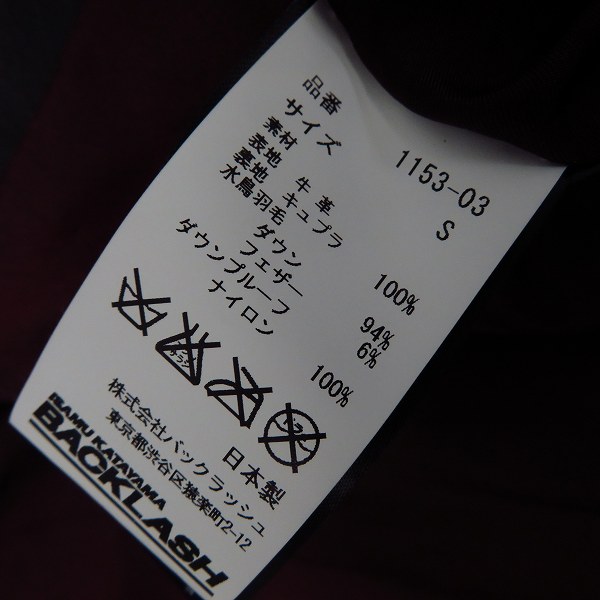 品番 1153-03
サイズ S
素材
表地 牛革
裏地 キュプラ 100%
水鳥羽毛
ダウン 94%
フェザー 6%
ダウンプルーフ
ナイロン 100%
日本製
株式会社バックラッシュ
東京都渋谷区猿楽町2-12
ISAMU KATAYAMA
BACKLASH